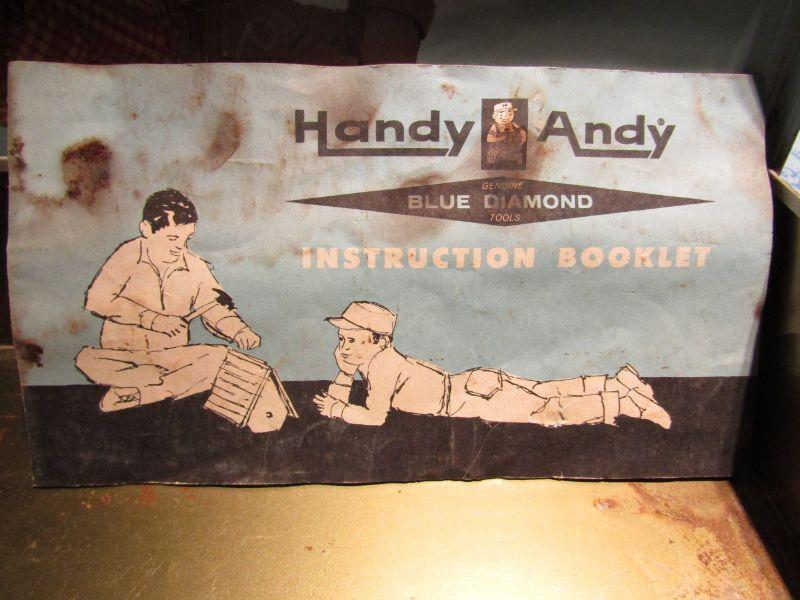 Handy Andy®
GENUINE
BLUE DIAMOND
TOOLS
INSTRUCTION BOOKLET